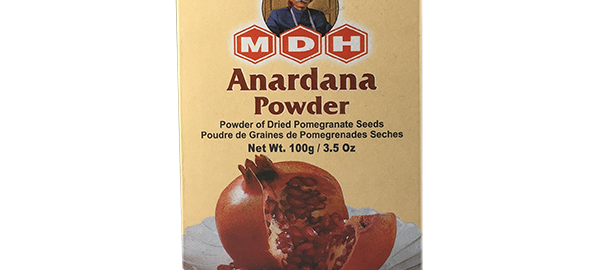 MDH
Anardana
Powder
Powder of Dried Pomegranate Seeds
Poudre de Graines de Pomegrenades Seches
Net Wt. 100g / 3.5 Oz